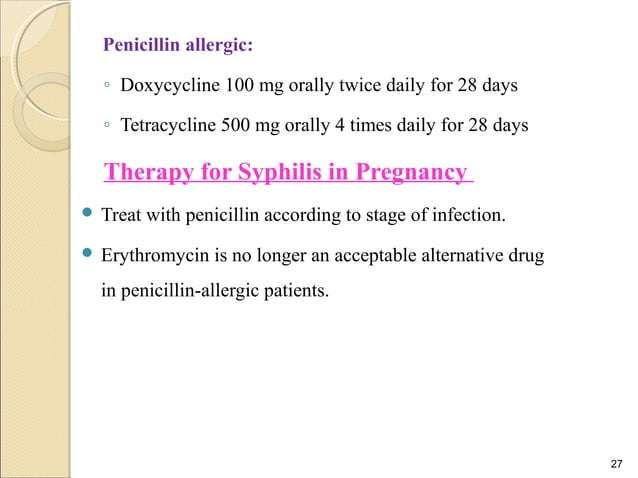 Penicillin allergic:
◦ Doxycycline 100 mg orally twice daily for 28 days
◦ Tetracycline 500 mg orally 4 times daily for 28 days
Therapy for Syphilis in Pregnancy
• Treat with penicillin according to stage of infection.
• Erythromycin is no longer an acceptable alternative drug
in penicillin-allergic patients.
27